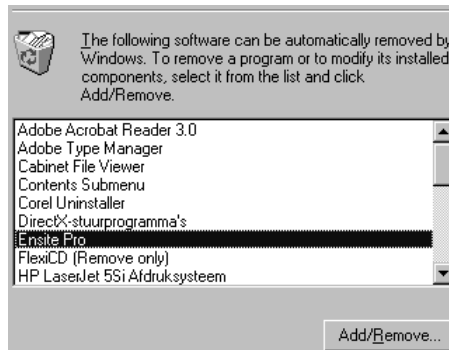 The following software can be automatically removed by
Windows. To remove a program or to modify its installed
components, select it from the list and click
Add/Remove.
Adobe Acrobat Reader 3.0
Adobe Type Manager
Cabinet File Viewer
Contents Submenu
Corel Uninstaller
DirectX-stuurprogramma's
Ensite Pro
FlexiCD (Remove only)
HP LaserJet 5Si Afdruksysteem
Add/Remove...